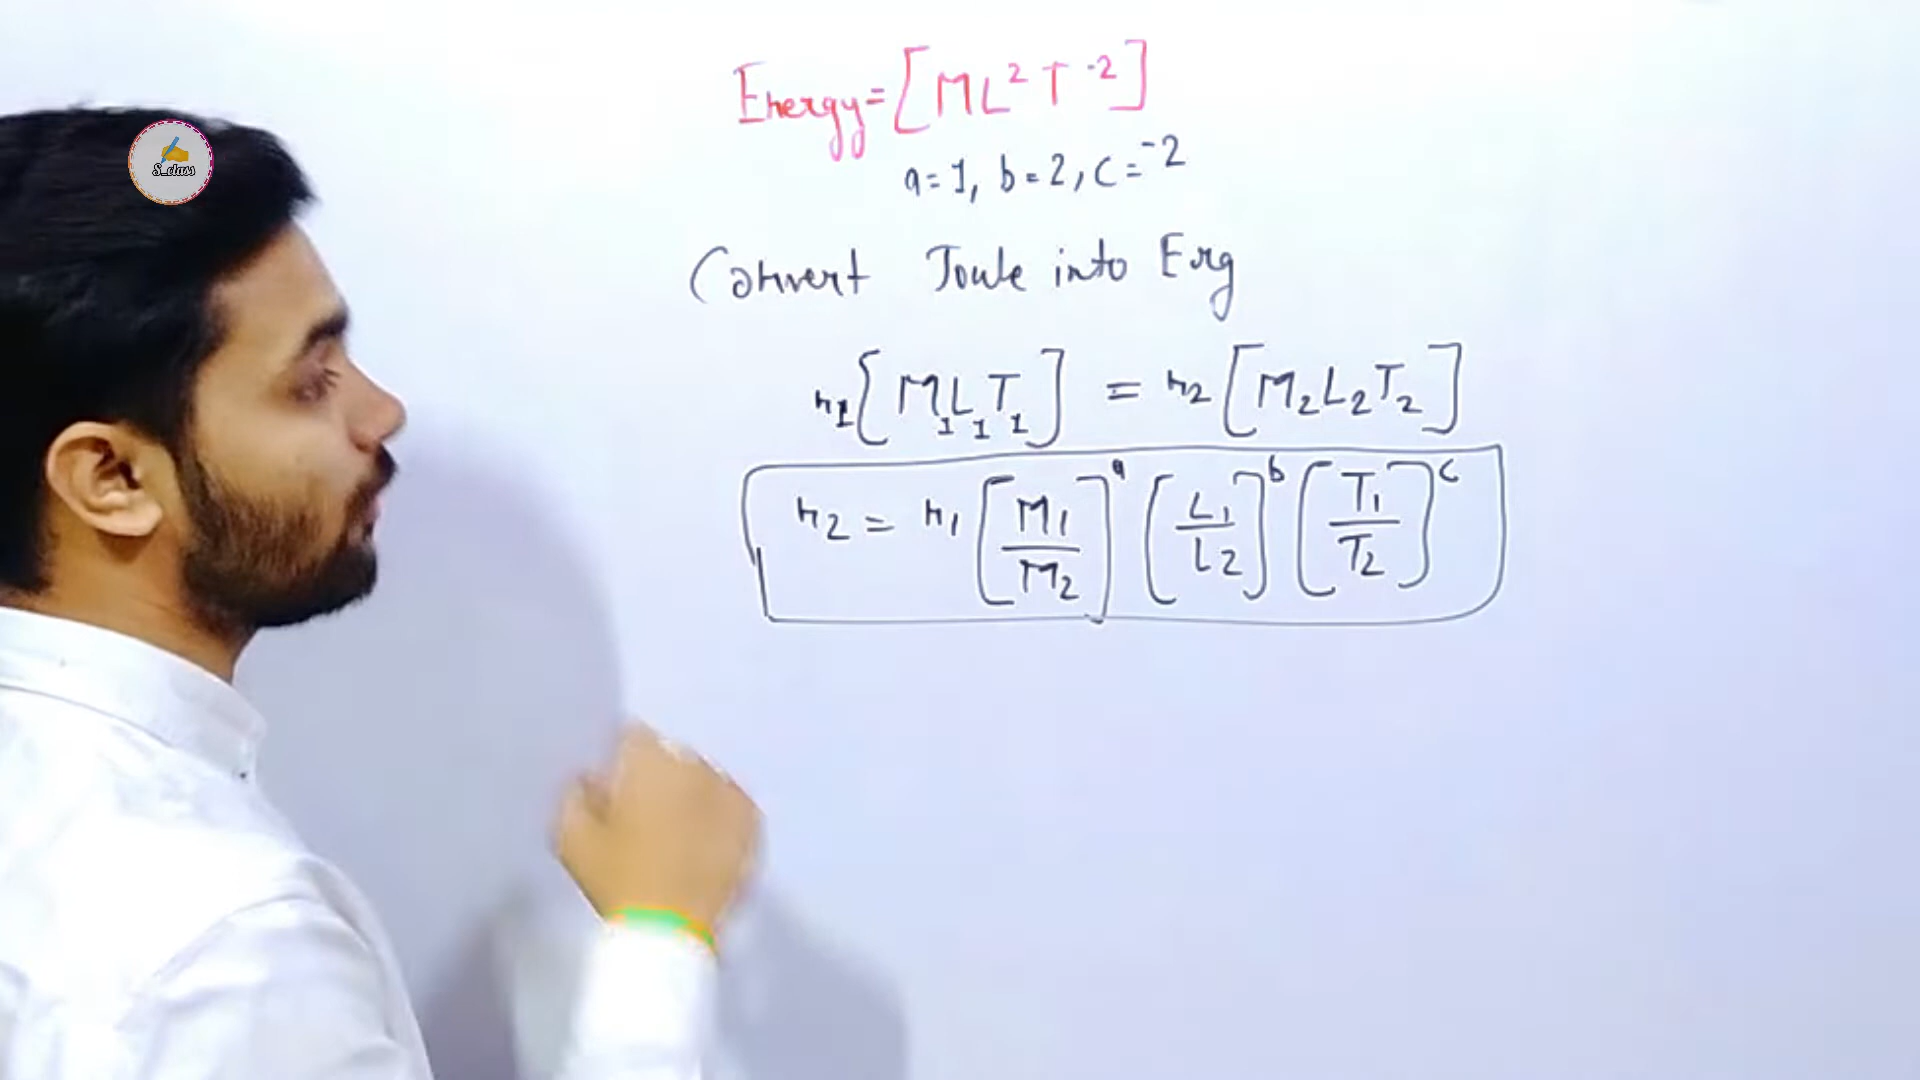 S_class
Energy=[ML²T⁻²]
a=1, b=2, c=⁻2
Convert Joule into Erg
n₁[M₁L₁T₁] = n₂[M₂L₂T₂]
n₂ = n₁ [M₁/M₂]ᵃ [L₁/L₂]ᵇ [T₁/T₂]ᶜ